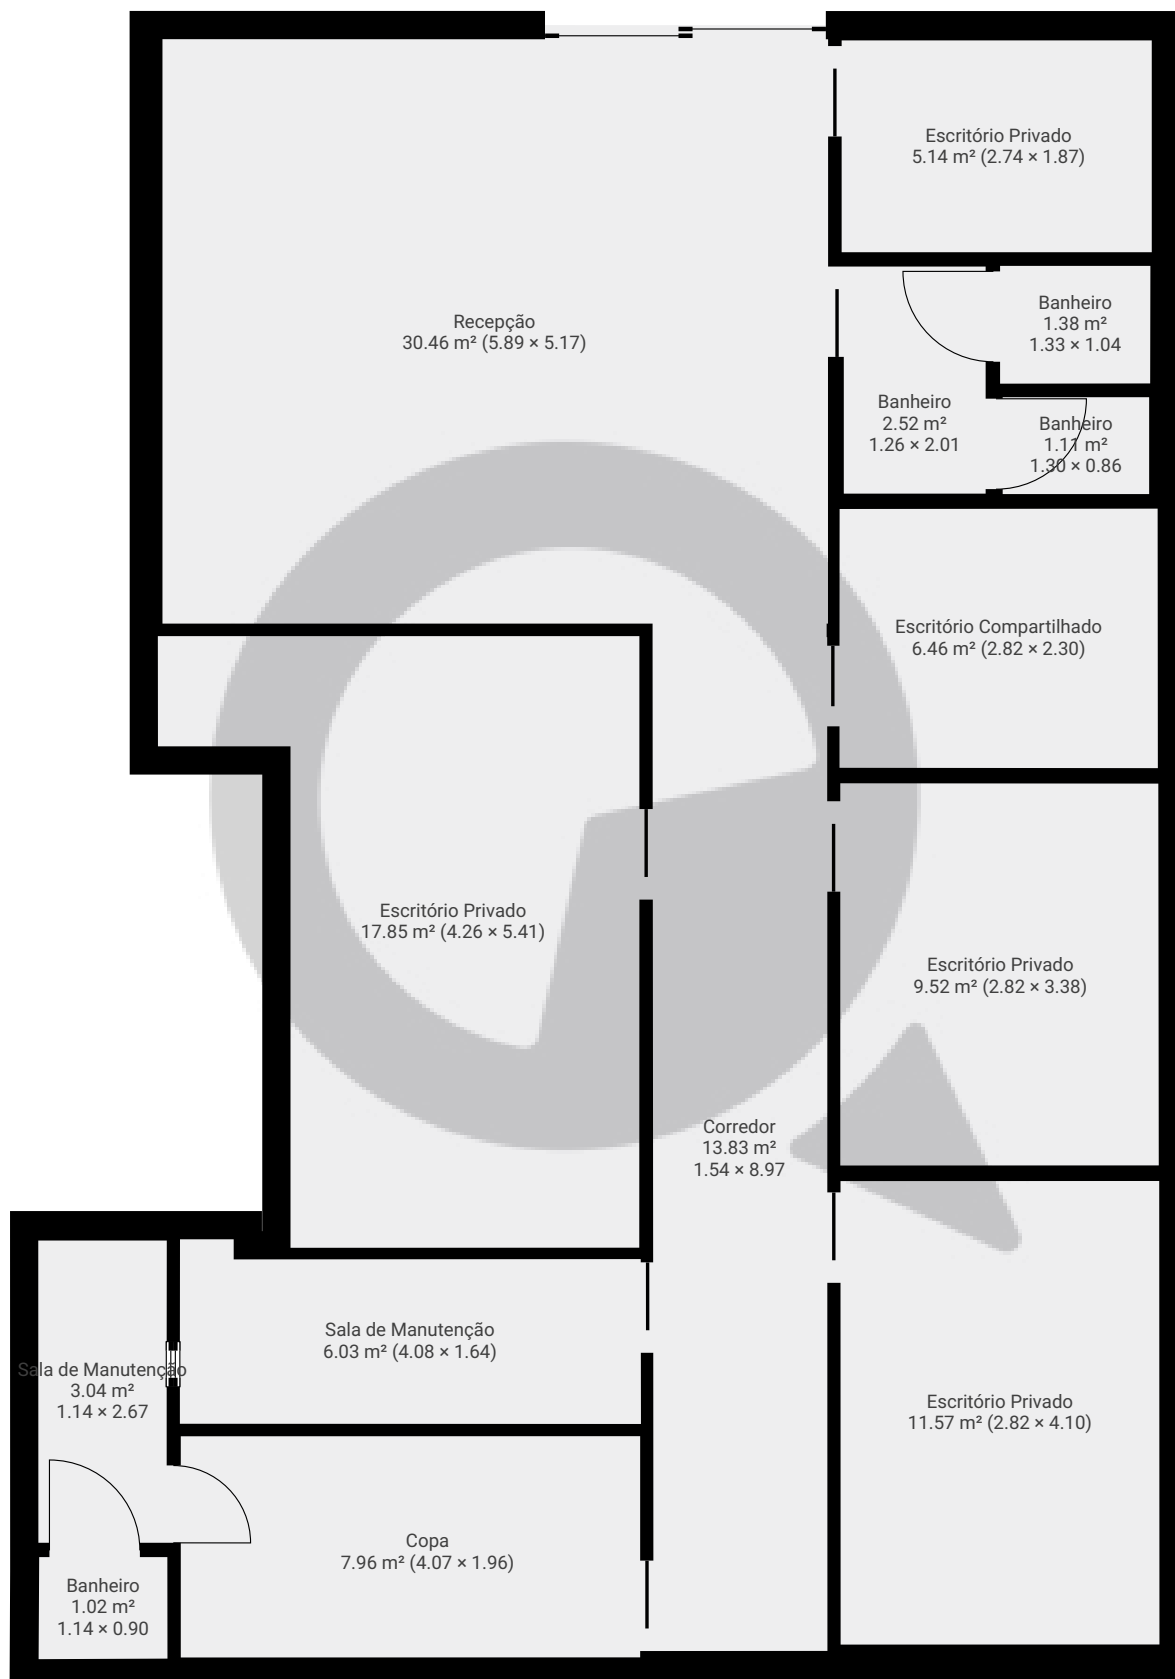 Escritório Privado
5.14 m² (2.74 × 1.87)
Recepção
30.46 m² (5.89 × 5.17)
Banheiro
1.38 m²
1.33 × 1.04
Banheiro
2.52 m²
1.26 × 2.01
Banheiro
1.11 m²
1.30 × 0.86
Escritório Compartilhado
6.46 m² (2.82 × 2.30)
Escritório Privado
17.85 m² (4.26 × 5.41)
Escritório Privado
9.52 m² (2.82 × 3.38)
Corredor
13.83 m²
1.54 × 8.97
Sala de Manutenção
6.03 m² (4.08 × 1.64)
Sala de Manutenção
3.04 m²
1.14 × 2.67
Escritório Privado
11.57 m² (2.82 × 4.10)
Copa
7.96 m² (4.07 × 1.96)
Banheiro
1.02 m²
1.14 × 0.90